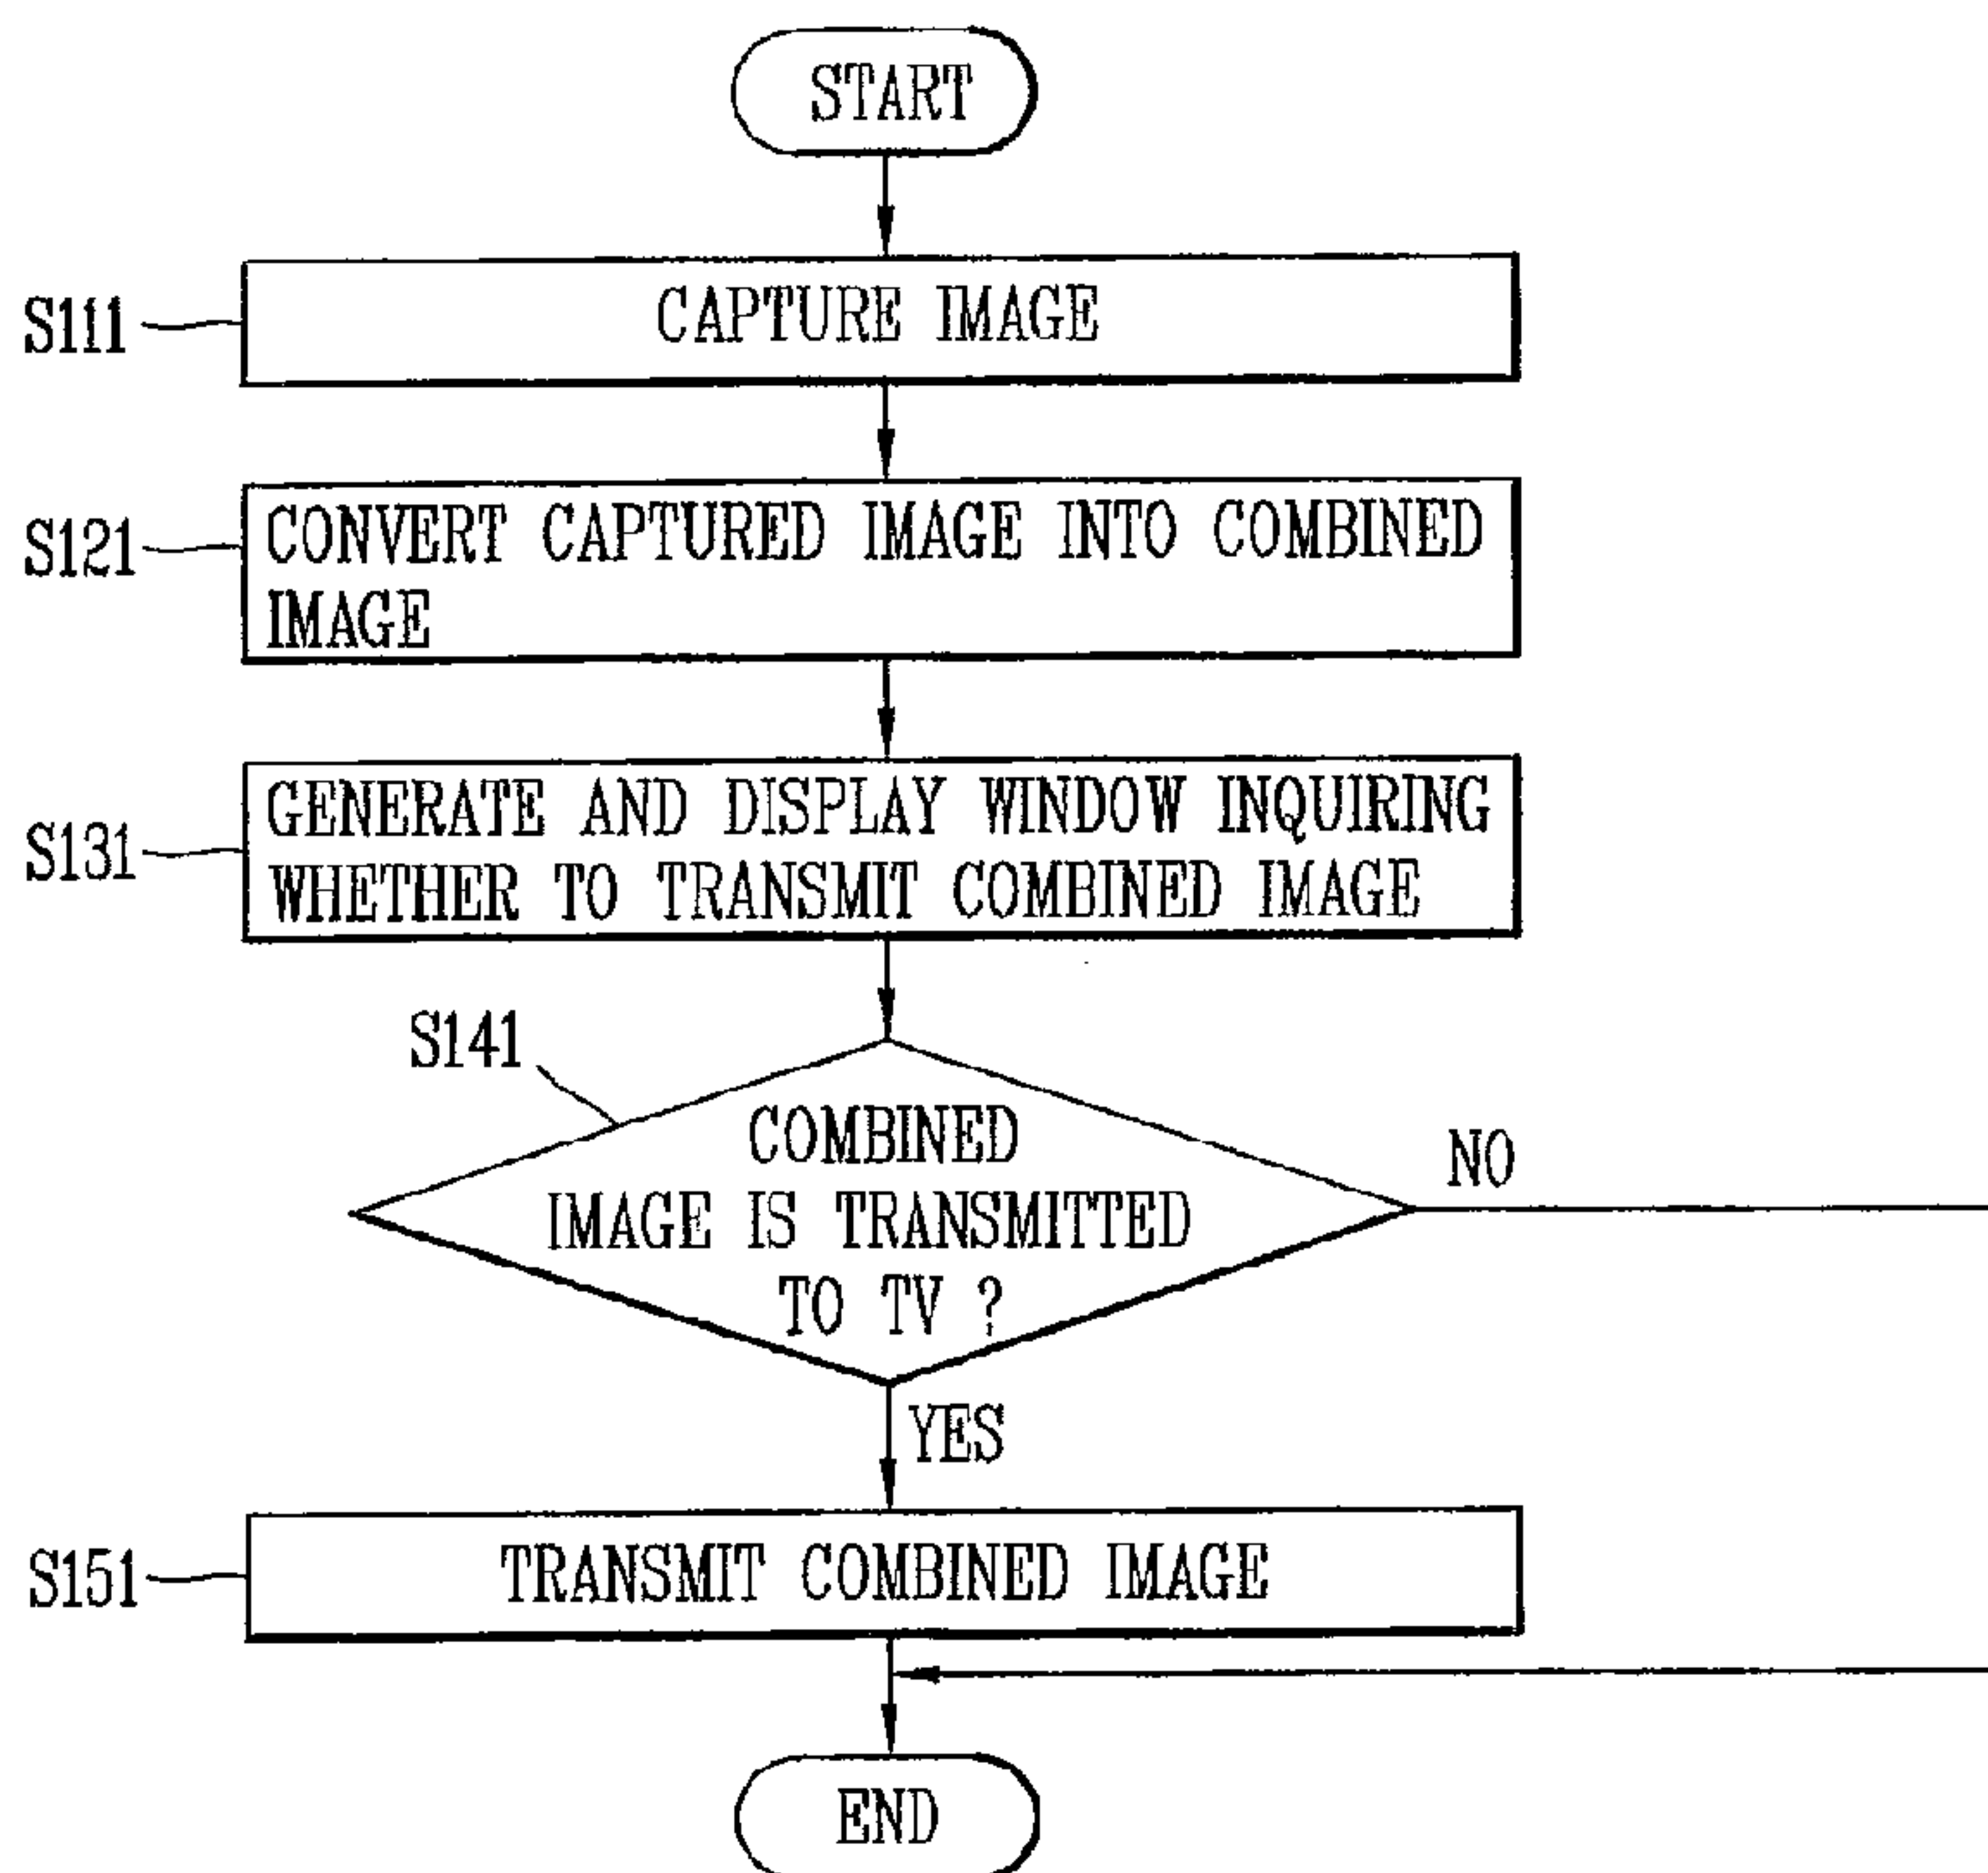 START
S111
CAPTURE IMAGE
S121
CONVERT CAPTURED IMAGE INTO COMBINED
IMAGE
S131
GENERATE AND DISPLAY WINDOW INQUIRING
WHETHER TO TRANSMIT COMBINED IMAGE
S141
COMBINED
IMAGE IS TRANSMITTED
TO TV ?
NO
YES
S151
TRANSMIT COMBINED IMAGE
END